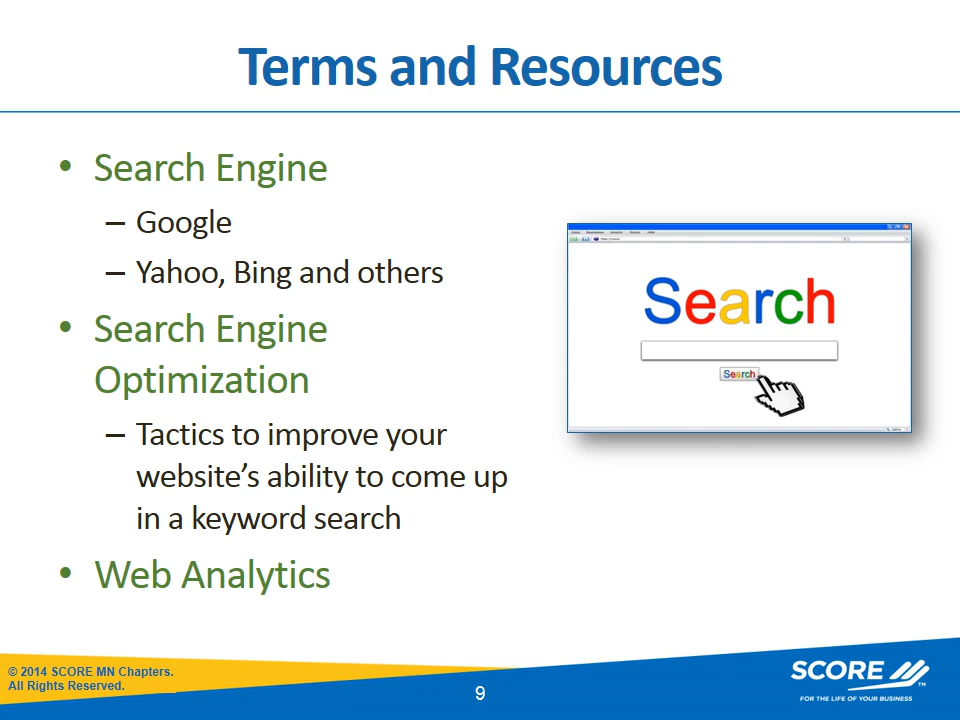 Terms and Resources
• Search Engine
– Google
– Yahoo, Bing and others
• Search Engine
Optimization
– Tactics to improve your
website’s ability to come up
in a keyword search
• Web Analytics
Search
Search
© 2014 SCORE MN Chapters.
All Rights Reserved.
9
SCORE
TM
FOR THE LIFE OF YOUR BUSINESS